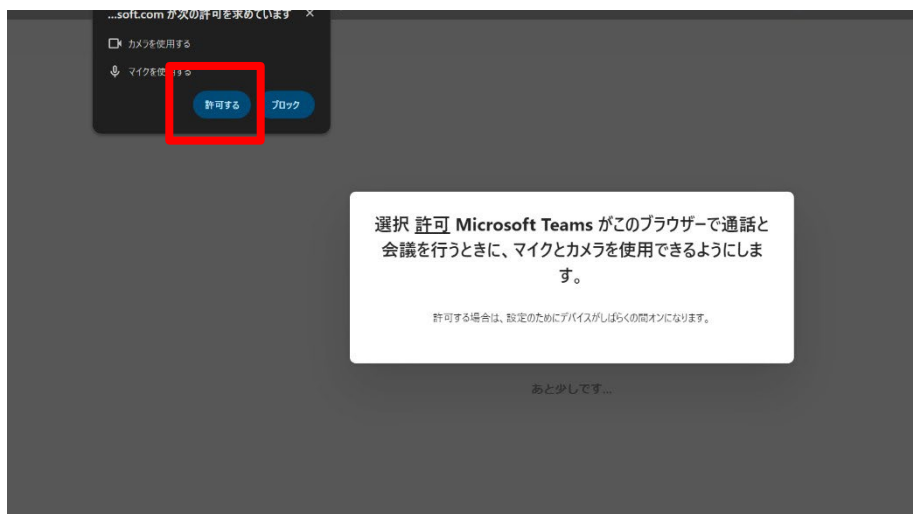 ...soft.com が次の許可を求めています ×
カメラを使用する
マイクを使用する
許可する ブロック
選択 許可 Microsoft Teams がこのブラウザーで通話と
会議を行うときに、マイクとカメラを使用できるようにしま
す。
許可する場合は、設定のためにデバイスがしばらくの間オンになります。
あと少しです...